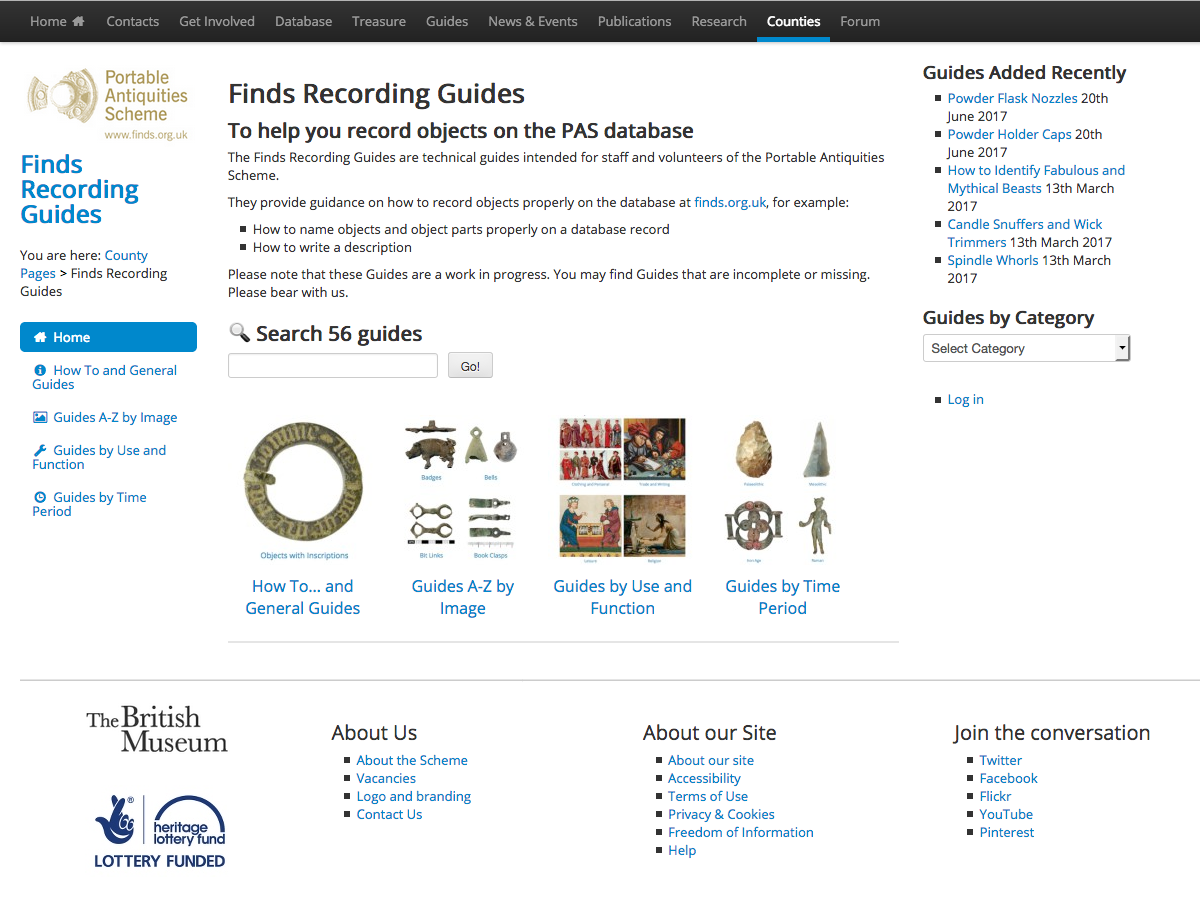 Home
Contacts
Get Involved
Database
Treasure
Guides
News & Events
Publications
Research
Counties
Forum
Portable
Antiquities
Scheme
www.finds.org.uk
Finds
Recording
Guides
You are here: County
Pages > Finds Recording
Guides
Home
How To and General
Guides
Guides A-Z by Image
Guides by Use and
Function
Guides by Time
Period
Finds Recording Guides
To help you record objects on the PAS database
The Finds Recording Guides are technical guides intended for staff and volunteers of the Portable Antiquities
Scheme.
They provide guidance on how to record objects properly on the database at finds.org.uk, for example:
How to name objects and object parts properly on a database record
How to write a description
Please note that these Guides are a work in progress. You may find Guides that are incomplete or missing.
Please bear with us.
Search 56 guides
Go!
Objects with Inscriptions
Badges
Bells
Bit Links
Book Clasps
Clothing and Personal
Trade and Writing
Leisure
Religion
Palaeolithic
Mesolithic
Iron Age
Roman
How To... and
General Guides
Guides A-Z by
Image
Guides by Use and
Function
Guides by Time
Period
Guides Added Recently
Powder Flask Nozzles 20th
June 2017
Powder Holder Caps 20th
June 2017
How to Identify Fabulous and
Mythical Beasts 13th March
2017
Candle Snuffers and Wick
Trimmers 13th March 2017
Spindle Whorls 13th March
2017
Guides by Category
Select Category
Log in
The British
Museum
heritage
lottery fund
LOTTERY FUNDED
About Us
About the Scheme
Vacancies
Logo and branding
Contact Us
About our Site
About our site
Accessibility
Terms of Use
Privacy & Cookies
Freedom of Information
Help
Join the conversation
Twitter
Facebook
Flickr
YouTube
Pinterest